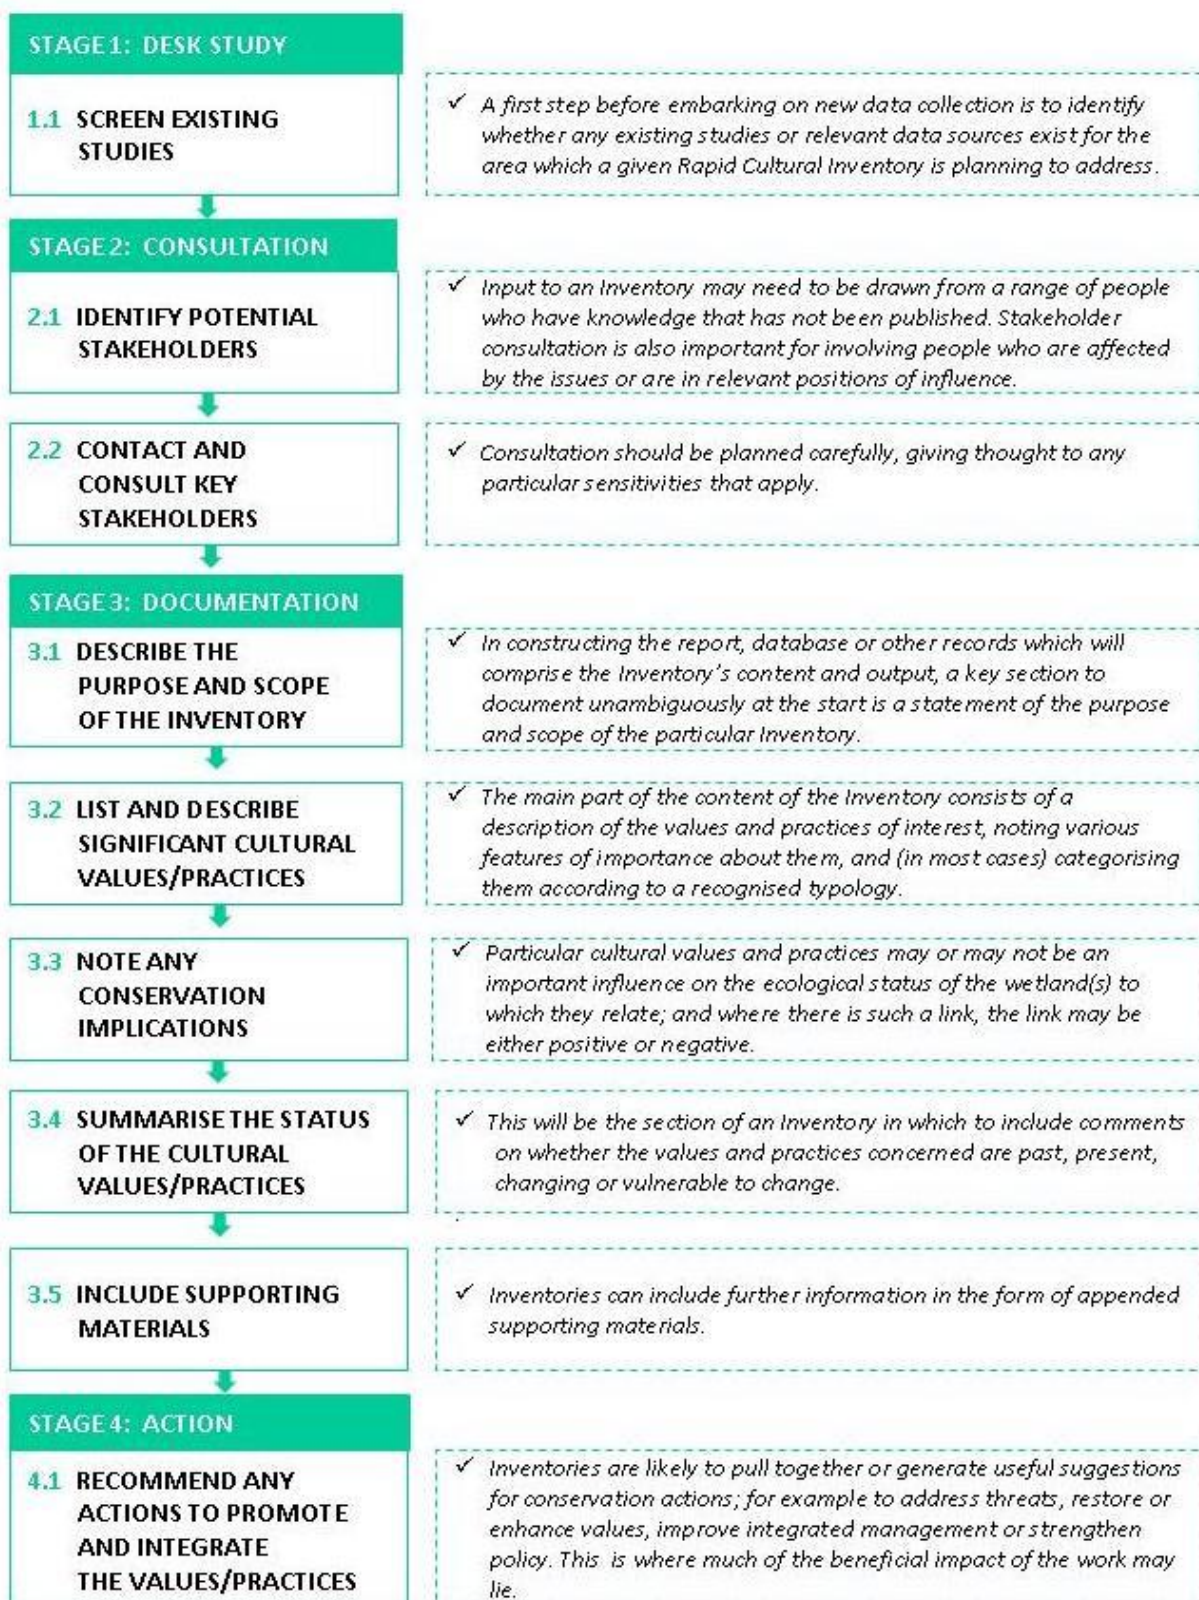 STAGE 1: DESK STUDY
1.1 SCREEN EXISTING
STUDIES
✓ A first step before embarking on new data collection is to identify
whether any existing studies or relevant data sources exist for the
area which a given Rapid Cultural Inventory is planning to address.
STAGE 2: CONSULTATION
2.1 IDENTIFY POTENTIAL
STAKEHOLDERS
✓ Input to an Inventory may need to be drawn from a range of people
who have knowledge that has not been published. Stakeholder
consultation is also important for involving people who are affected
by the issues or are in relevant positions of influence.
2.2 CONTACT AND
CONSULT KEY
STAKEHOLDERS
✓ Consultation should be planned carefully, giving thought to any
particular sensitivities that apply.
STAGE 3: DOCUMENTATION
3.1 DESCRIBE THE
PURPOSE AND SCOPE
OF THE INVENTORY
✓ In constructing the report, database or other records which will
comprise the Inventory's content and output, a key section to
document unambiguously at the start is a statement of the purpose
and scope of the particular Inventory.
3.2 LIST AND DESCRIBE
SIGNIFICANT CULTURAL
VALUES/PRACTICES
✓ The main part of the content of the Inventory consists of a
description of the values and practices of interest, noting various
features of importance about them, and (in most cases) categorising
them according to a recognised typology.
3.3 NOTE ANY
CONSERVATION
IMPLICATIONS
✓ Particular cultural values and practices may or may not be an
important influence on the ecological status of the wetland(s) to
which they relate; and where there is such a link, the link may be
either positive or negative.
3.4 SUMMARISE THE STATUS
OF THE CULTURAL
VALUES/PRACTICES
✓ This will be the section of an Inventory in which to include comments
on whether the values and practices concerned are past, present,
changing or vulnerable to change.
.
3.5 INCLUDE SUPPORTING
MATERIALS
✓ Inventories can include further information in the form of appended
supporting materials.
STAGE 4: ACTION
4.1 RECOMMEND ANY
ACTIONS TO PROMOTE
AND INTEGRATE
THE VALUES/PRACTICES
✓ Inventories are likely to pull together or generate useful suggestions
for conservation actions; for example to address threats, restore or
enhance values, improve integrated management or strengthen
policy. This is where much of the beneficial impact of the work may
lie.